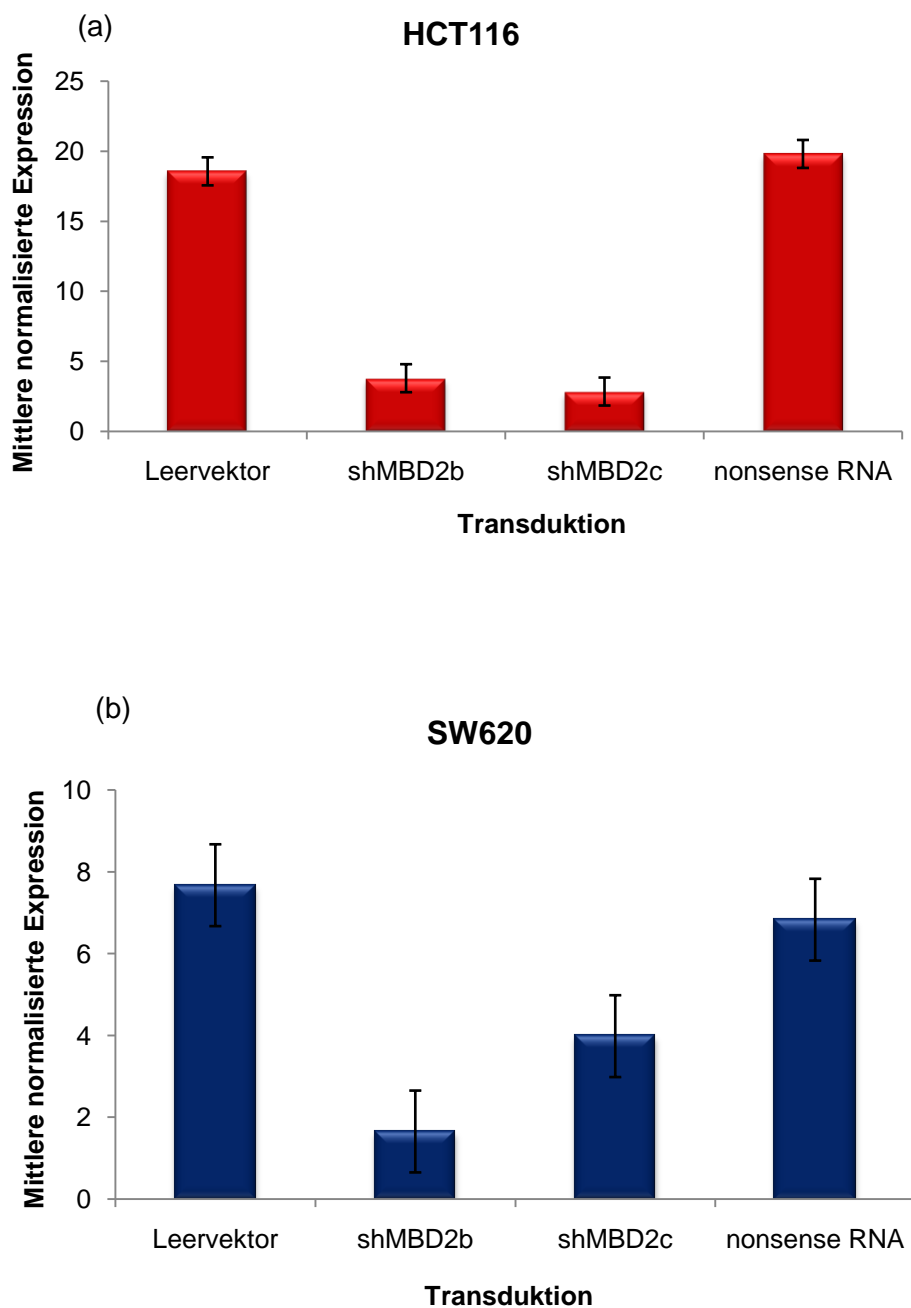 (a)
HCT116
Mittlere normalisierte Expression
25
20
15
10
5
0
Leervektor shMBD2b shMBD2c nonsense RNA
Transduktion
(b)
SW620
Mittlere normalisierte Expression
10
8
6
4
2
0
Leervektor shMBD2b shMBD2c nonsense RNA
Transduktion